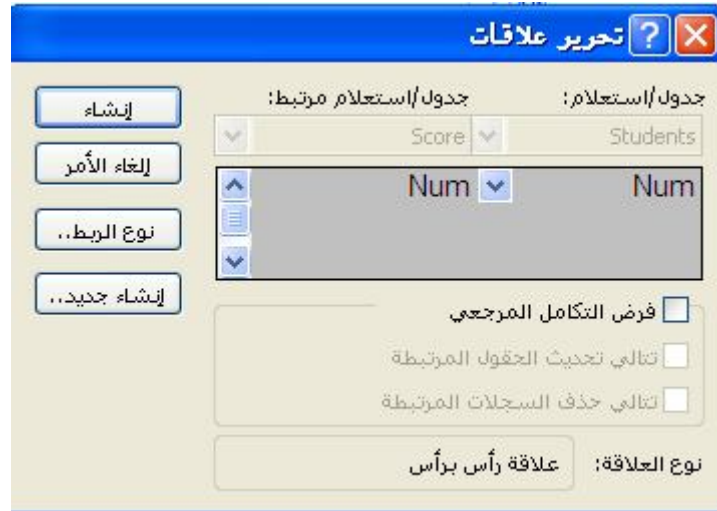 تحرير علاقات
جدول/استعلام: جدول/استعلام مرتبط:
Students Score
Num Num
إنشاء
إلغاء الأمر
نوع الربط..
إنشاء جديد..
فرض التكامل المرجعي
تتالي تحديث الحقول المرتبطة
تتالي حذف السجلات المرتبطة
نوع العلاقة: علاقة رأس برأس